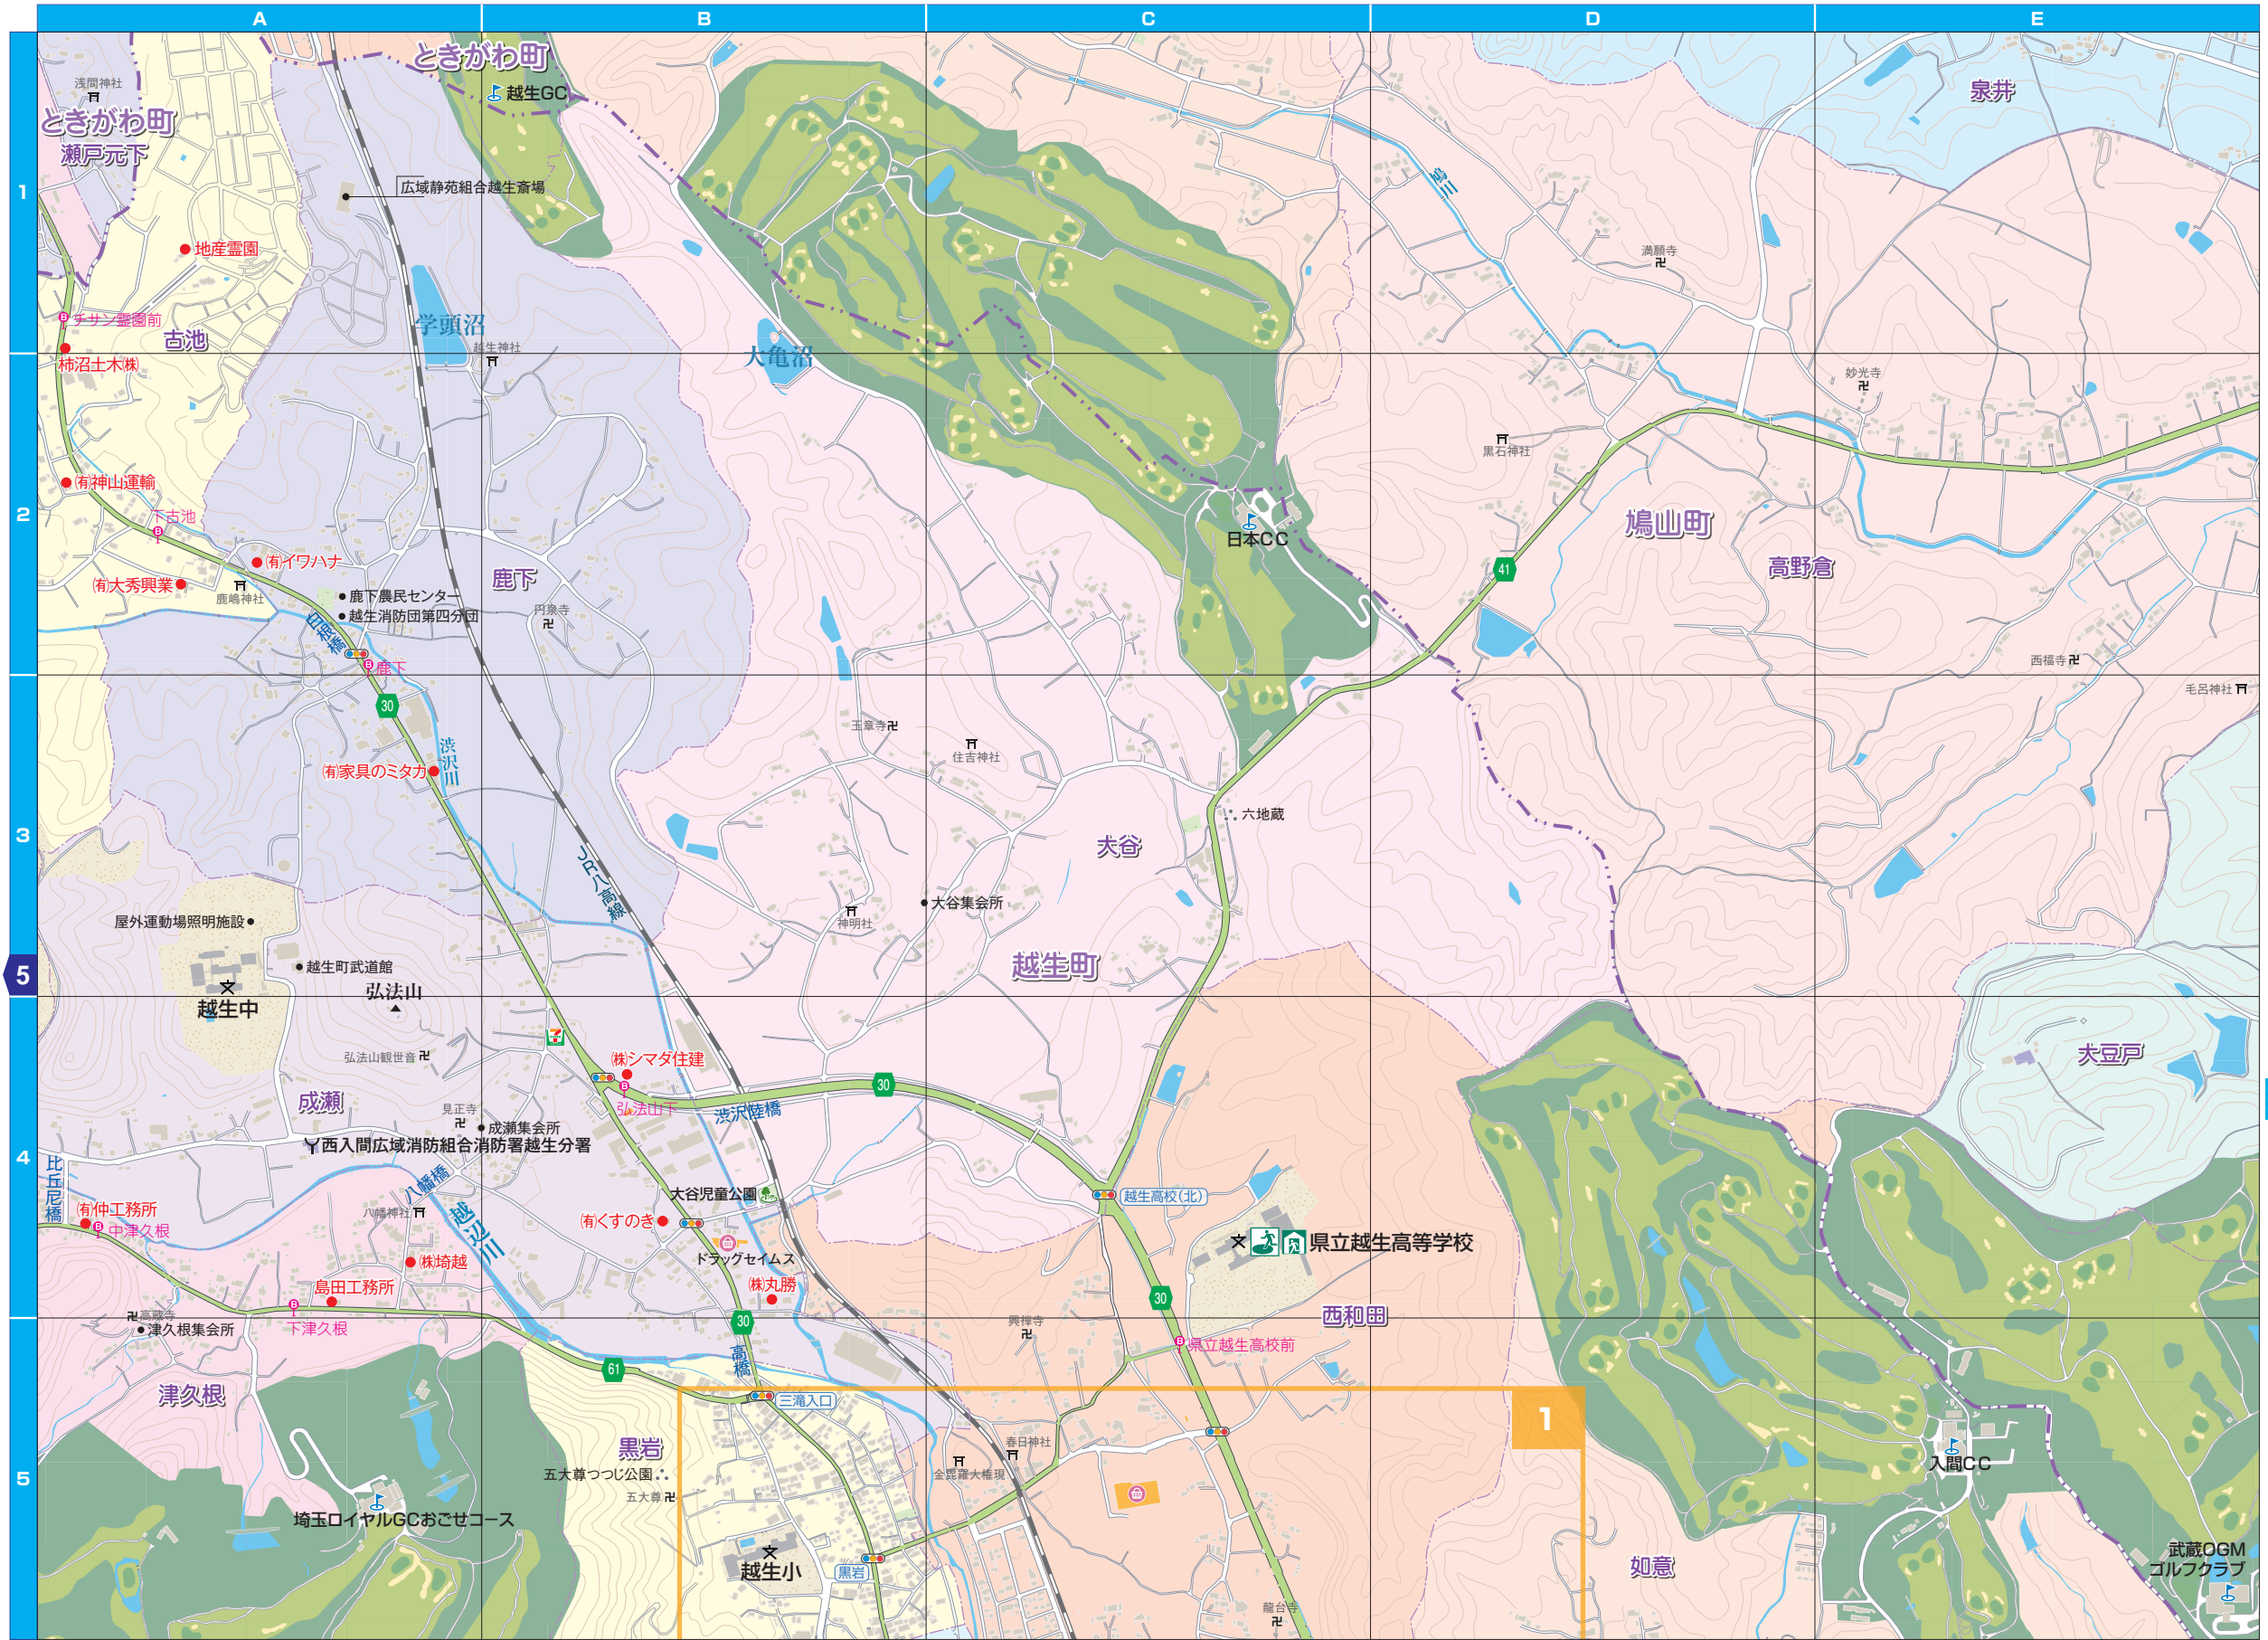 A
B
C
D
E
1
2
3
5
4
5
ときがわ町
越生GC
浅間神社
ときがわ町
瀬戸元下
広域静苑組合越生斎場
地産霊園
チサン霊園前
古池
柿沼土木㈱
学頭沼
越生神社
大亀沼
鳩川
満願寺
泉井
妙光寺
黒石神社
㈲神山運輸
下古池
㈲イワハナ
㈲大秀興業
鹿嶋神社
鹿下
鹿下農民センター
越生消防団第四分団
円泉寺
白根橋
鹿下
30
日本CC
41
鳩山町
高野倉
西福寺
毛呂神社
渋沢川
㈲家具のミタカ
玉章寺
住吉神社
六地蔵
大谷
JR八高線
神明社
大谷集会所
越生町
屋外運動場照明施設
越生町武道館
弘法山
越生中
弘法山観世音
㈱シマダ住建
弘法山下
30
渋沢陸橋
成瀬
見正寺
成瀬集会所
西入間広域消防組合消防署越生分署
大豆戸
比丘尼橋
八幡橋
越辺川
八幡神社
大谷児童公園
㈲仲工務所
中津久根
㈲くすのき
ドラッグセイムス
㈱埼越
島田工務所
㈱丸勝
越生高校(北)
県立越生高等学校
30
30
西和田
高蔵寺
津久根集会所
下津久根
興禅寺
県立越生高校前
高橋
61
三滝入口
津久根
黒岩
五大尊つつじ公園
五大尊
春日神社
金毘羅大権現
1
入間CC
埼玉ロイヤルGCおごせコース
越生小
黒岩
龍台寺
如意
武蔵OGM
ゴルフクラブ